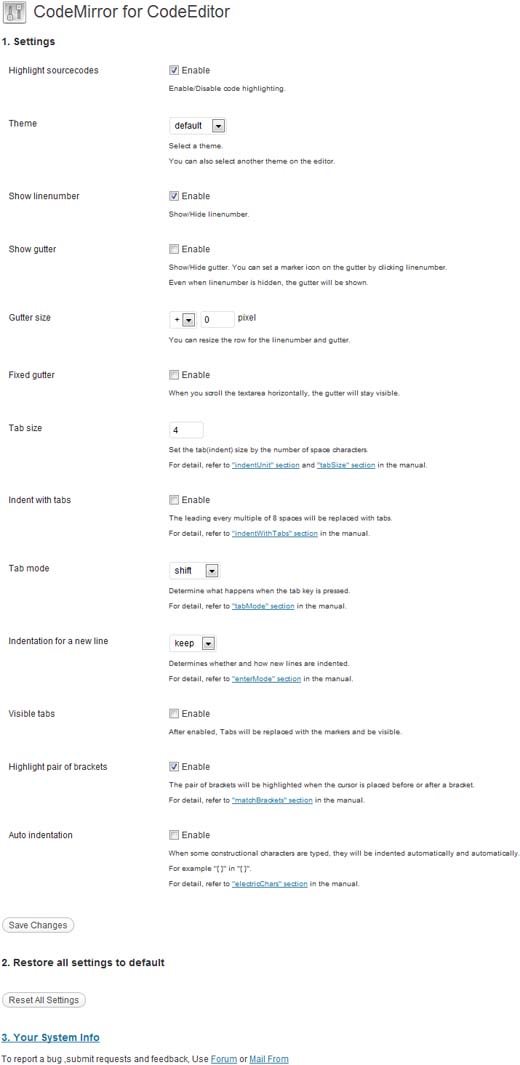 CodeMirror for CodeEditor
1. Settings
Highlight sourcecodes
Enable
Enable/Disable code highlighting.
Theme
default
Select a theme.
You can also select another theme on the editor.
Show linenumber
Enable
Show/Hide linenumber.
Show gutter
Enable
Show/Hide gutter. You can set a marker icon on the gutter by clicking linenumber.
Even when linenumber is hidden, the gutter will be shown.
Gutter size
+ 0 pixel
You can resize the row for the linenumber and gutter.
Fixed gutter
Enable
When you scroll the textarea horizontally, the gutter will stay visible.
Tab size
4
Set the tab(indent) size by the number of space characters.
For detail, refer to "indentUnit" section and "tabSize" section in the manual.
Indent with tabs
Enable
The leading every multiple of 8 spaces will be replaced with tabs.
For detail, refer to "indentWithTabs" section in the manual.
Tab mode
shift
Determine what happens when the tab key is pressed.
For detail, refer to "tabMode" section in the manual.
Indentation for a new line
keep
Determines whether and how new lines are indented.
For detail, refer to "enterMode" section in the manual.
Visible tabs
Enable
After enabled, Tabs will be replaced with the markers and be visible.
Highlight pair of brackets
Enable
The pair of brackets will be highlighted when the cursor is placed before or after a bracket.
For detail, refer to "matchBrackets" section in the manual.
Auto indentation
Enable
When some constructional characters are typed, they will be indented automatically and automatically.
For example "[ ]" in "[ ]".
For detail, refer to "electricChars" section in the manual.
Save Changes
2. Restore all settings to default
Reset All Settings
3. Your System Info
To report a bug ,submit requests and feedback, Use Forum or Mail From